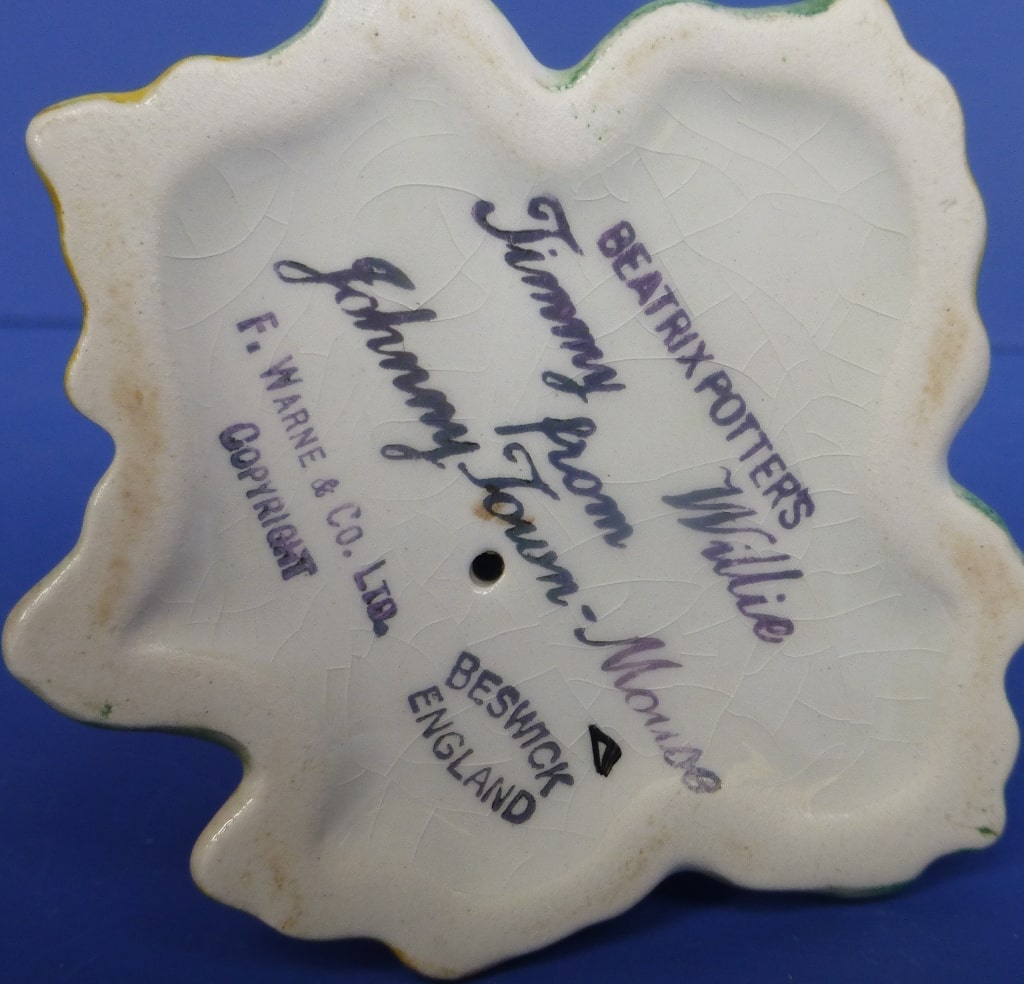 BEATRIX POTTER'S
Timmy Willie
from
Johnny Town-Mouse
F. WARNE & CO. LTD.
COPYRIGHT
BESWICK
ENGLAND